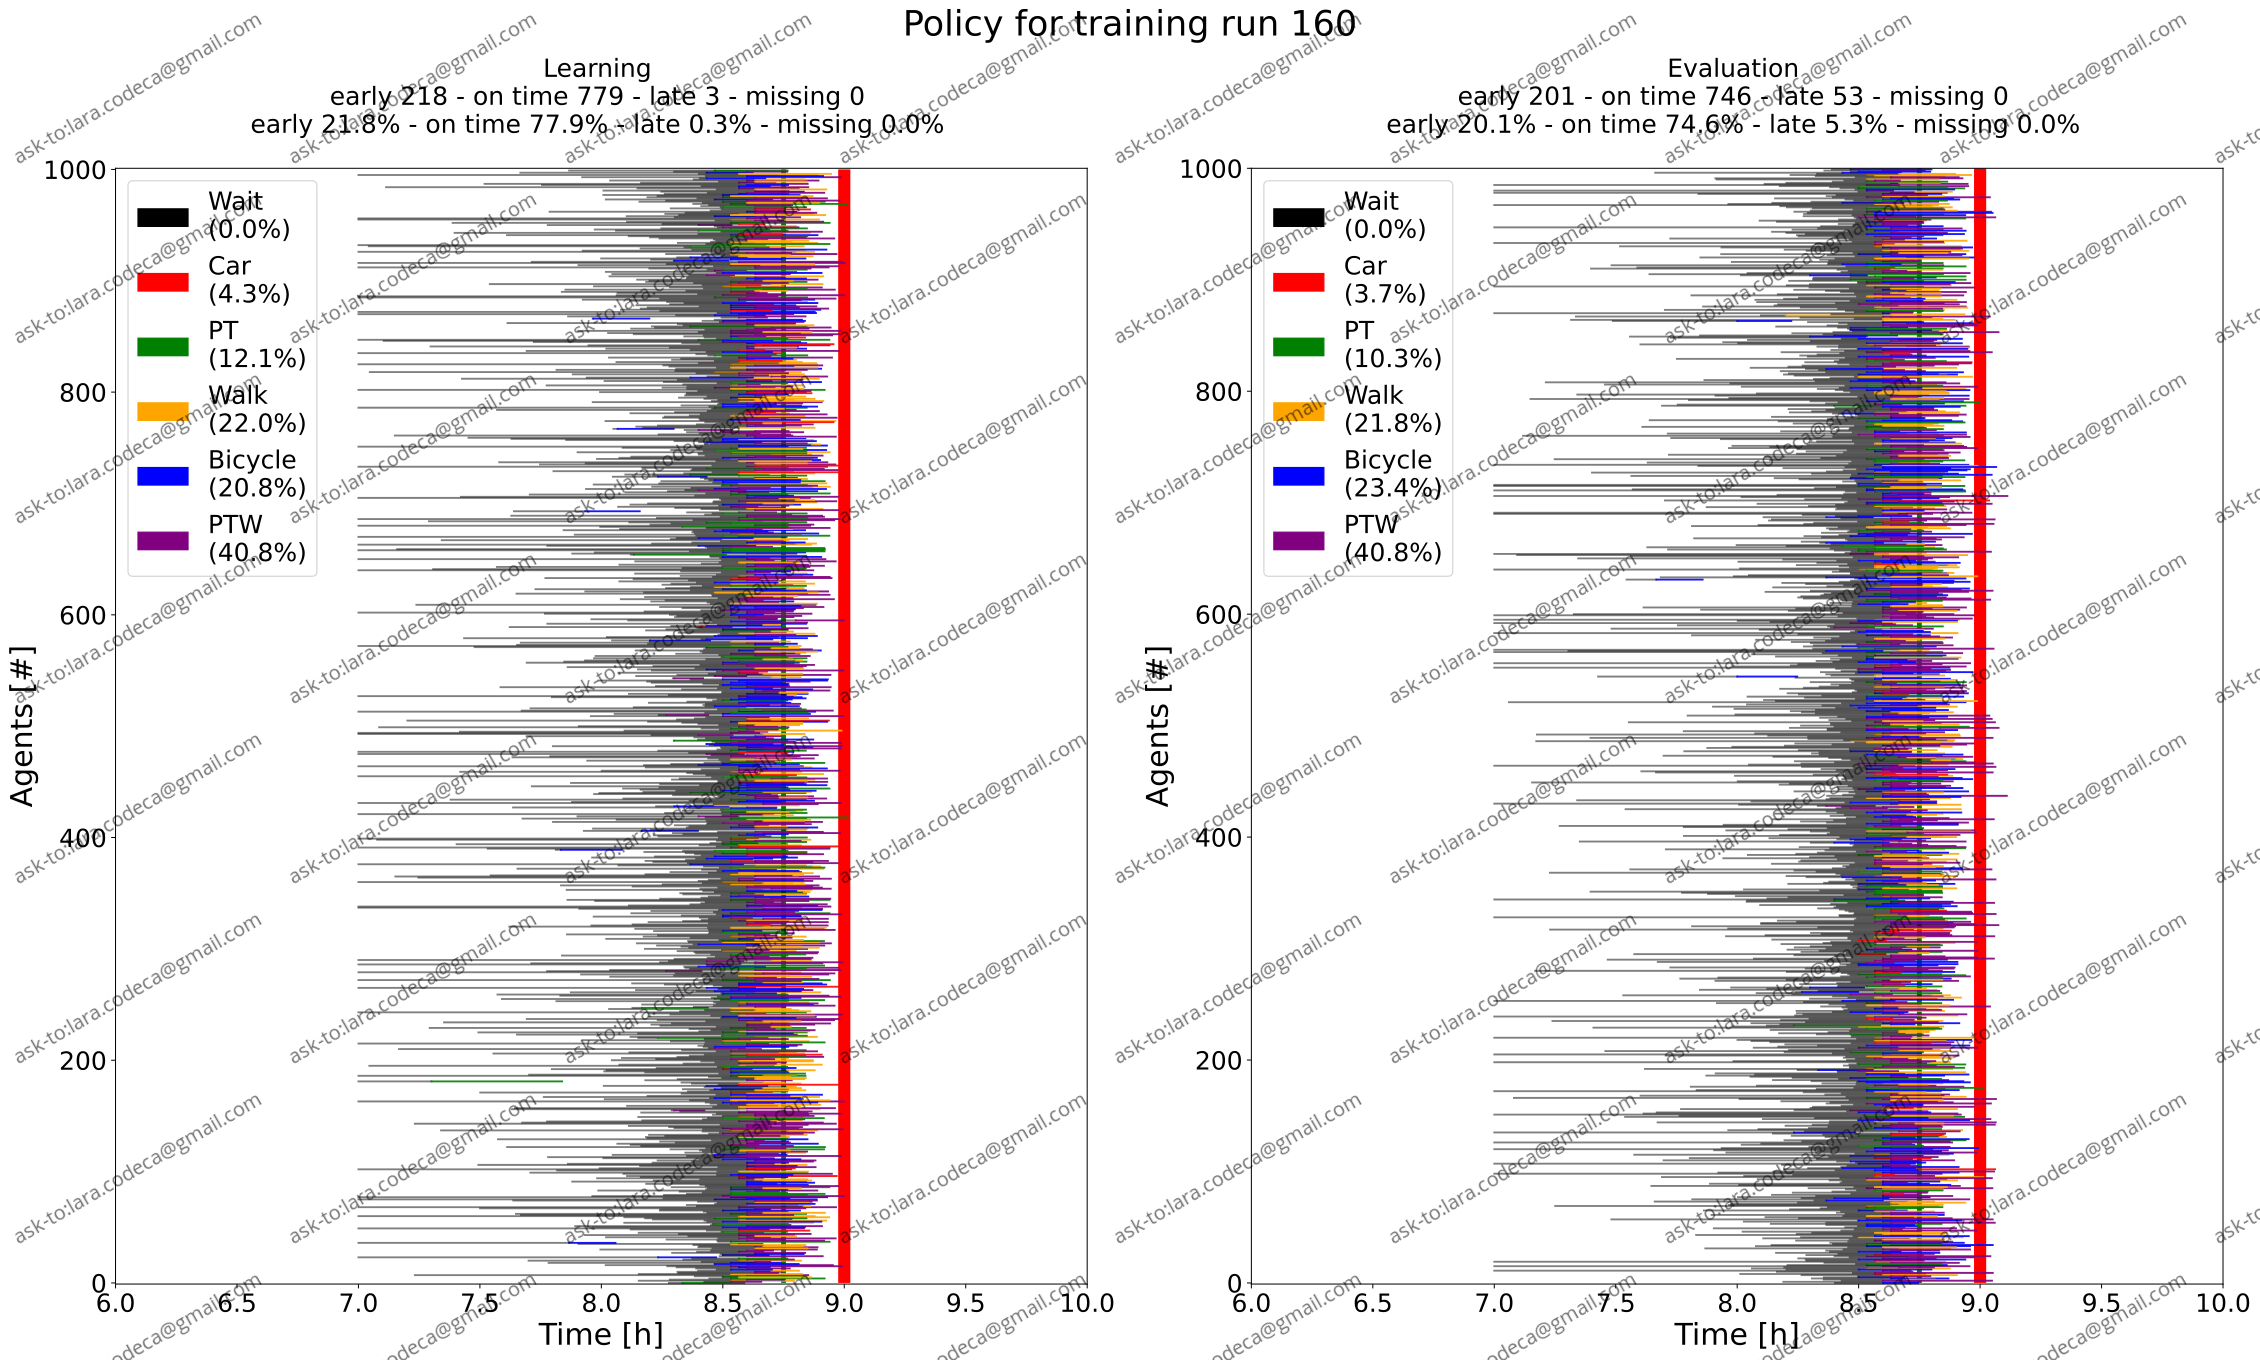 Policy for training run 160
Learning
early 218 - on time 779 - late 3 - missing 0
early 21.8% - on time 77.9% - late 0.3% - missing 0.0%
Evaluation
early 201 - on time 746 - late 53 - missing 0
early 20.1% - on time 74.6% - late 5.3% - missing 0.0%
Agents [#]
1000
800
600
400
200
0
Wait
(0.0%)
Car
(4.3%)
PT
(12.1%)
Walk
(22.0%)
Bicycle
(20.8%)
PTW
(40.8%)
6.0 6.5 7.0 7.5 8.0 8.5 9.0 9.5 10.0
Time [h]
Agents [#]
1000
800
600
400
200
0
Wait
(0.0%)
Car
(3.7%)
PT
(10.3%)
Walk
(21.8%)
Bicycle
(23.4%)
PTW
(40.8%)
6.0 6.5 7.0 7.5 8.0 8.5 9.0 9.5 10.0
Time [h]
ask-to:lara.codeca@gmail.com